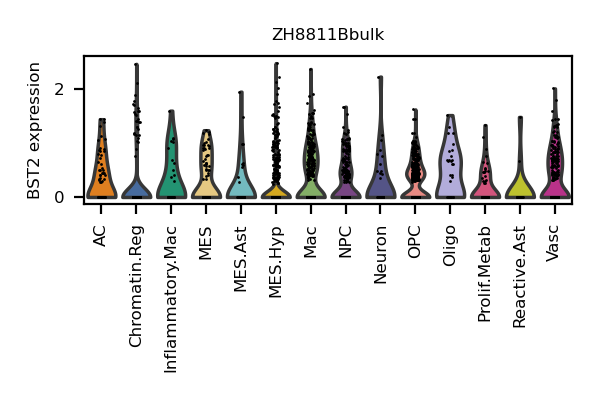 ZH8811Bbulk
BST2 expression
2
0
AC
Chromatin.Reg
Inflammatory.Mac
MES
MES.Ast
MES.Hyp
Mac
NPC
Neuron
OPC
Oligo
Prolif.Metab
Reactive.Ast
Vasc